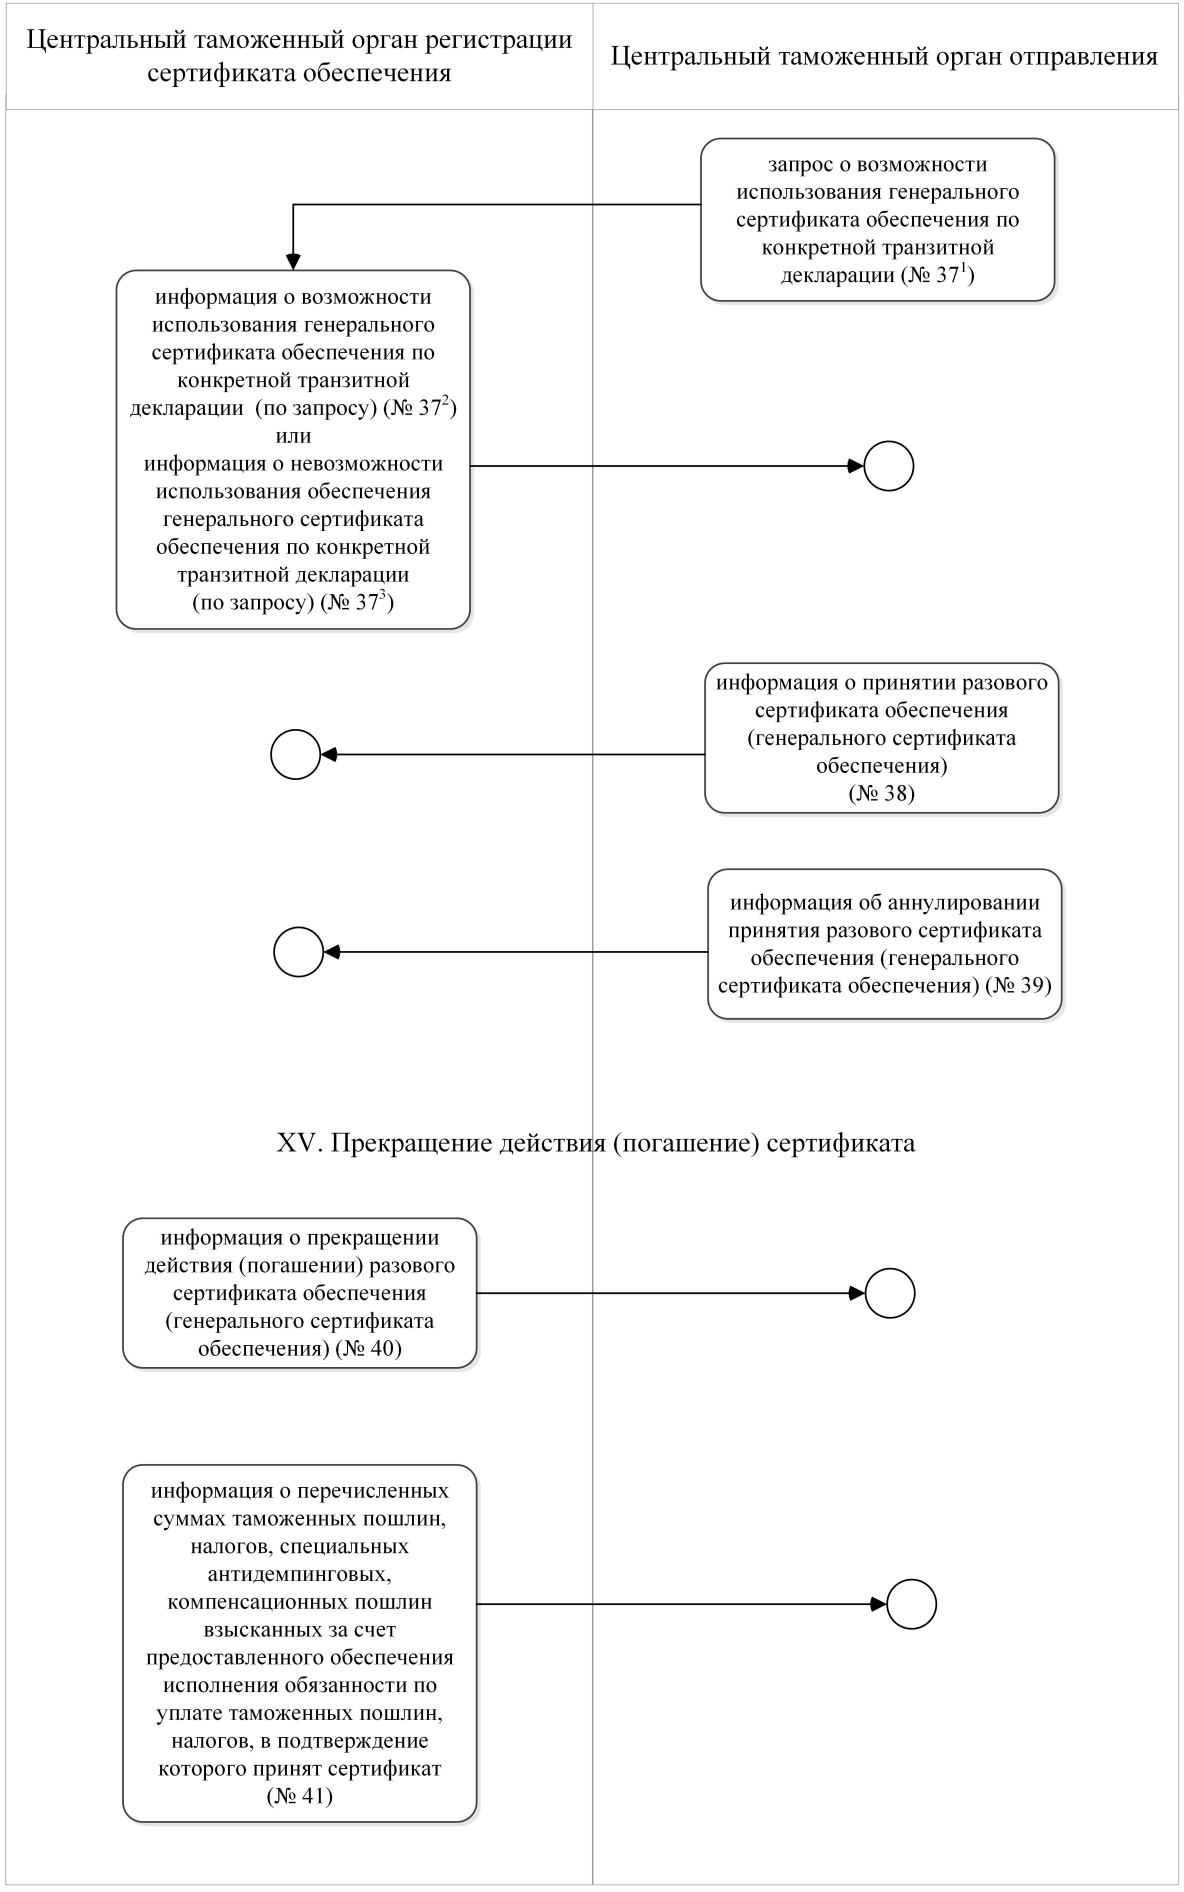 Центральный таможенный орган регистрации
сертификата обеспечения
Центральный таможенный орган отправления
запрос о возможности
использования генерального
сертификата обеспечения по
конкретной транзитной
декларации (№ 37¹)
информация о возможности
использования генерального
сертификата обеспечения по
конкретной транзитной
декларации (по запросу) (№ 37²)
или
информация о невозможности
использования обеспечения
генерального сертификата
обеспечения по конкретной
транзитной декларации
(по запросу) (№ 37³)
информация о принятии разового
сертификата обеспечения
(генерального сертификата
обеспечения)
(№ 38)
информация об аннулировании
принятия разового сертификата
обеспечения (генерального
сертификата обеспечения) (№ 39)
XV. Прекращение действия (погашение) сертификата
информация о прекращении
действия (погашении) разового
сертификата обеспечения
(генерального сертификата
обеспечения) (№ 40)
информация о перечисленных
суммах таможенных пошлин,
налогов, специальных
антидемпинговых,
компенсационных пошлин
взысканных за счет
предоставленного обеспечения
исполнения обязанности по
уплате таможенных пошлин,
налогов, в подтверждение
которого принят сертификат
(№ 41)